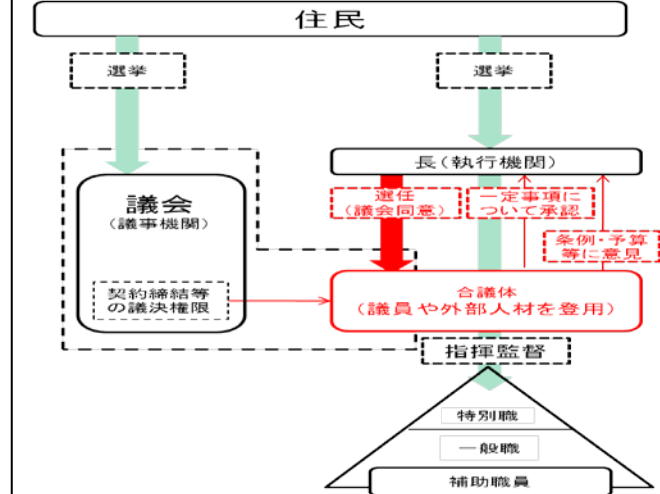 住民
選挙
選挙
長(執行機関)
議会
(議事機関)
選任
(議会同意)
一定事項に
ついて承認
条例・予算
等に意見
契約締結等
の議決権限
合議体
(議員や外部人材を登用)
指揮監督
特別職
一般職
補助職員